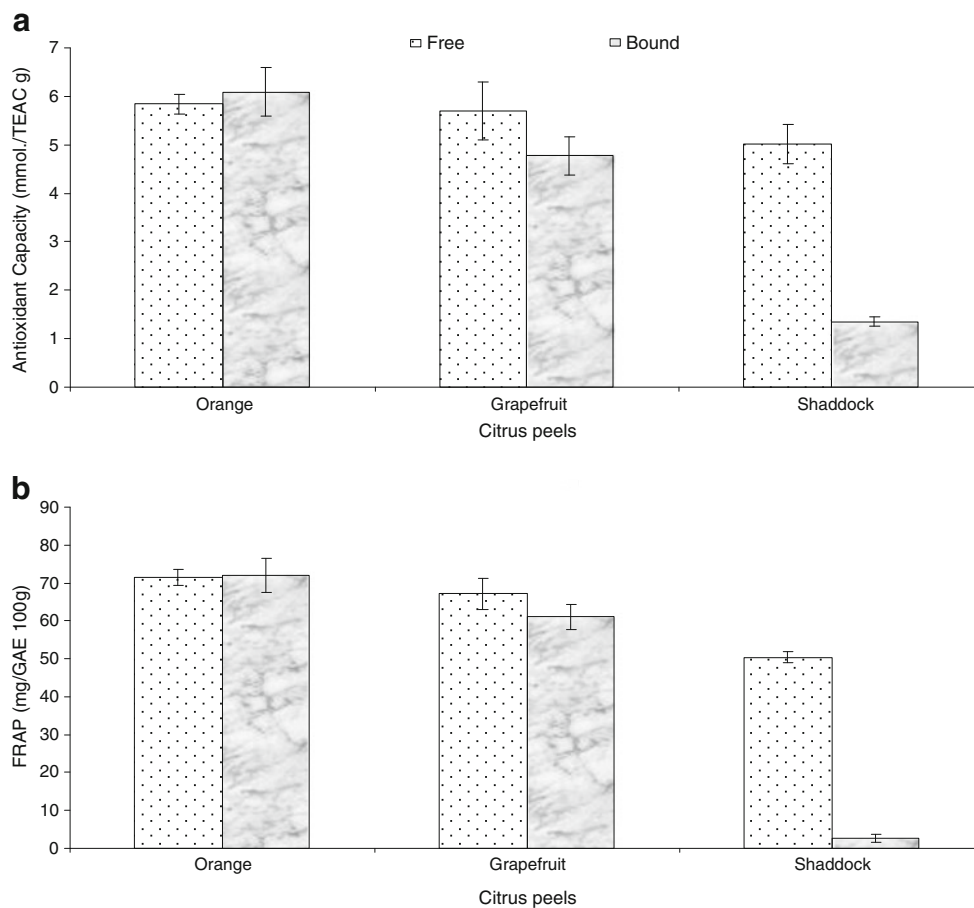 a
Free Bound
Antioxidant Capacity (mmol./TEAC g)
7
6
5
4
3
2
1
0
Orange Grapefruit Shaddock
Citrus peels
b
FRAP (mg/GAE 100g)
90
80
70
60
50
40
30
20
10
0
Orange Grapefruit Shaddock
Citrus peels